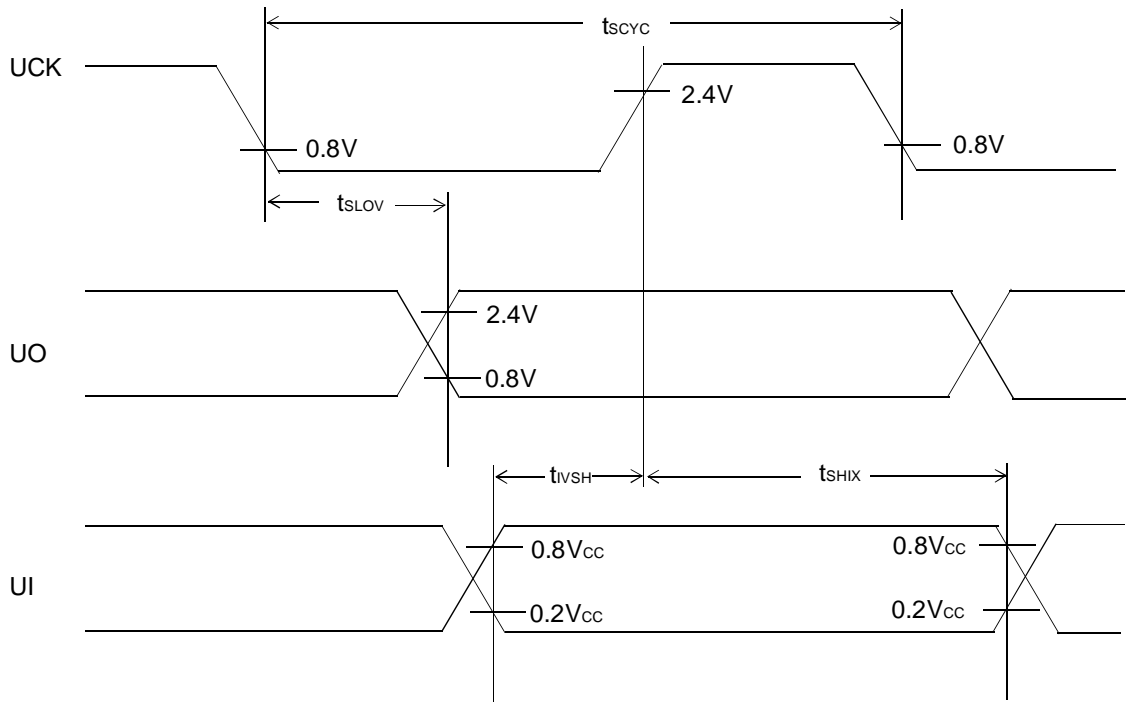 tSCYC
UCK
2.4V
0.8V
0.8V
tSLOV
2.4V
UO
0.8V
tIVSH
tSHIX
0.8VCC
0.8VCC
UI
0.2VCC
0.2VCC